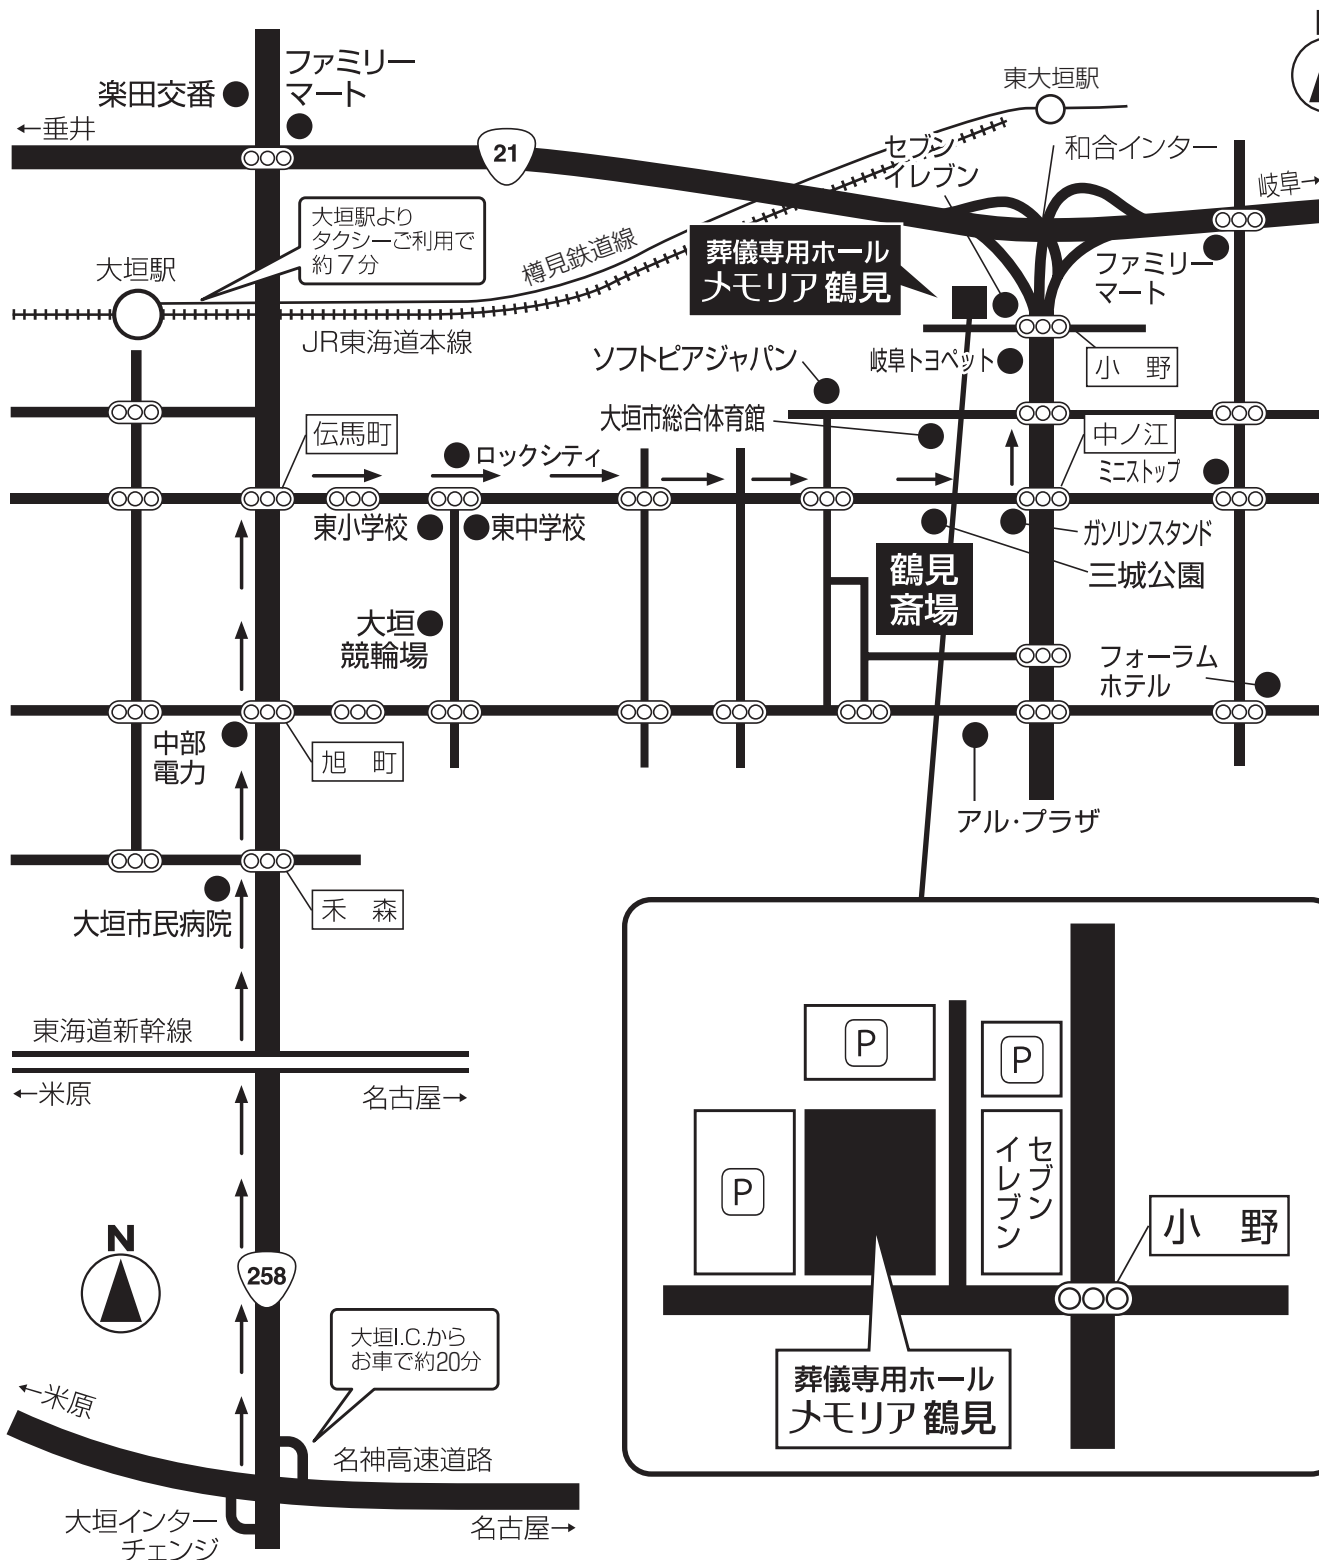 ファミリー
マート
楽田交番
←垂井
21
東大垣駅
セブン
イレブン
和合インター
岐阜→
大垣駅より
タクシーご利用で
約7分
大垣駅
樽見鉄道線
JR東海道本線
葬儀専用ホール
メモリア鶴見
ファミリー
マート
ソフトピアジャパン
岐阜トヨペット
小　野
大垣市総合体育館
伝馬町
中ノ江
ロックシティ
ミニストップ
東小学校
東中学校
ガソリンスタンド
三城公園
鶴見
斎場
大垣
競輪場
フォーラム
ホテル
中部
電力
旭　町
アル・プラザ
禾　森
大垣市民病院
東海道新幹線
←米原
名古屋→
P
P
P
セブン
イレブン
小　野
葬儀専用ホール
メモリア鶴見
N
258
大垣I.C.から
お車で約20分
←米原
名神高速道路
大垣インター
チェンジ
名古屋→